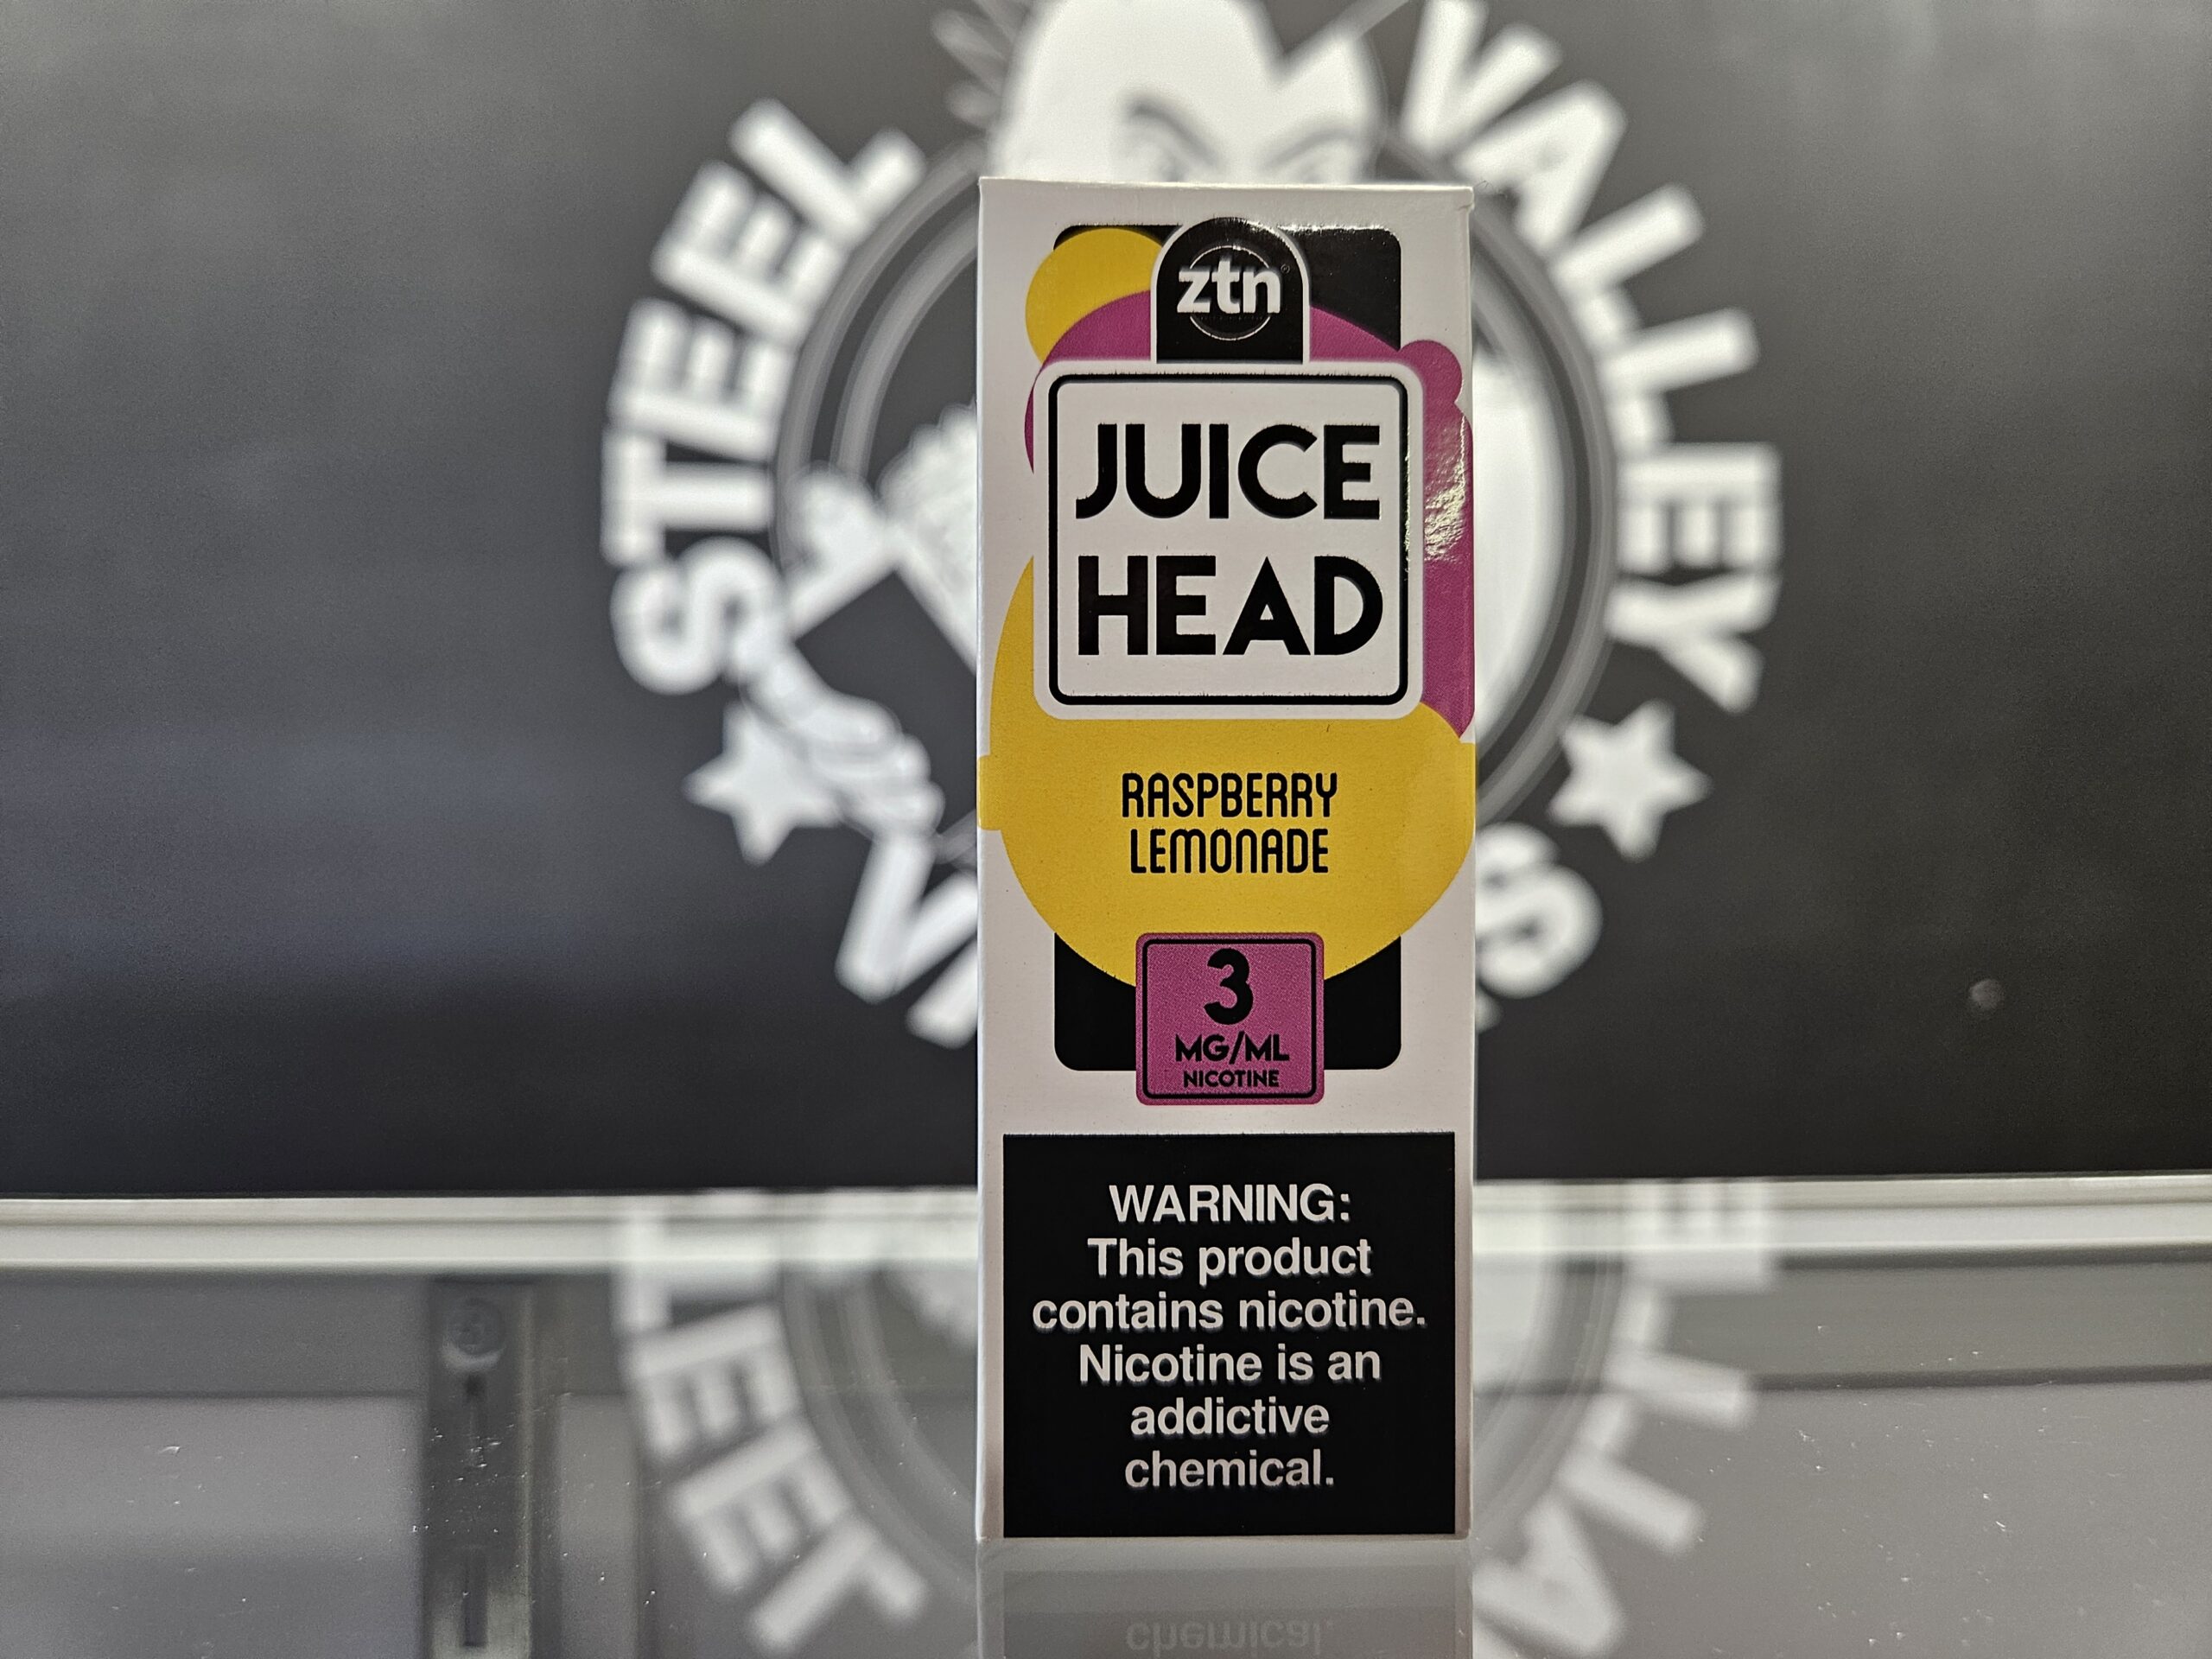 STEEL VALLEY
ztn
JUICE
HEAD
RASPBERRY
LEMONADE
3
MG/ML
NICOTINE
WARNING:
This product
contains nicotine.
Nicotine is an
addictive
chemical.